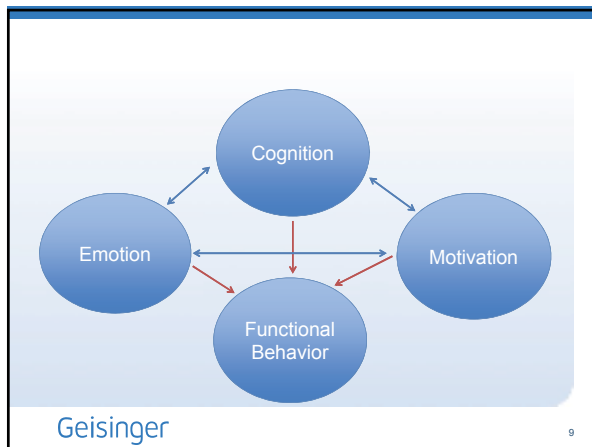 Cognition
Emotion
Motivation
Functional
Behavior
Geisinger
9